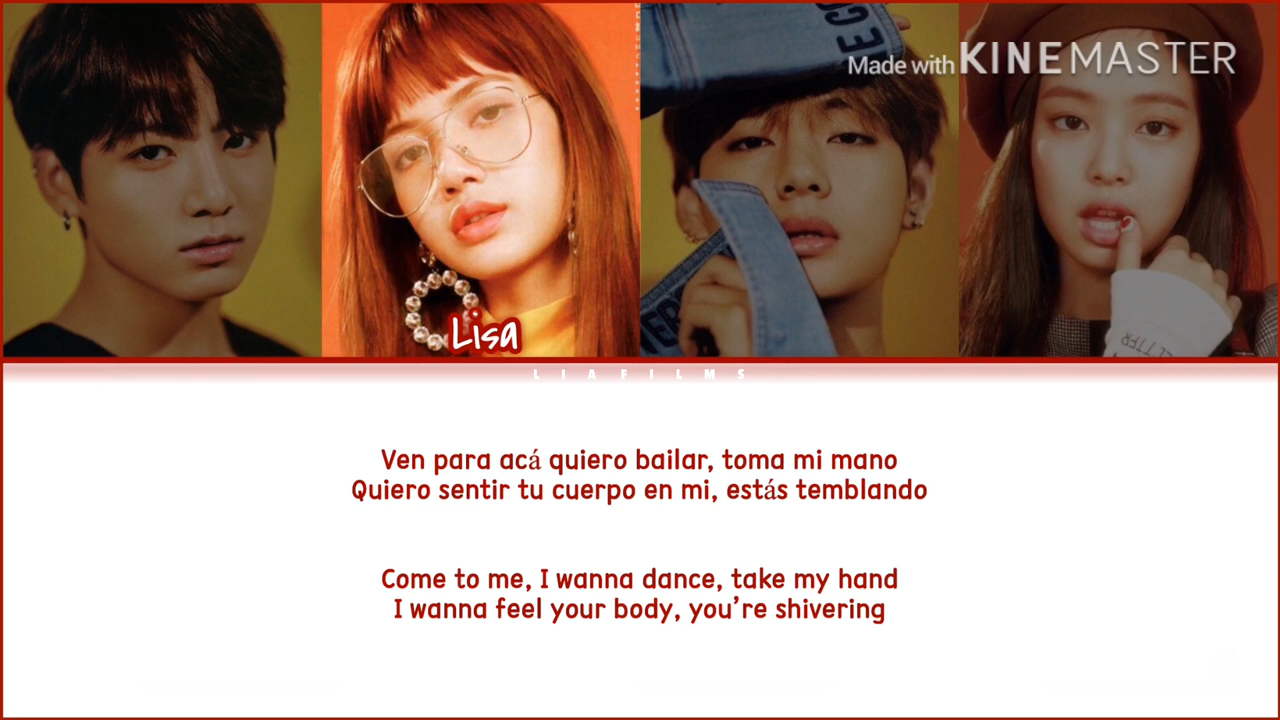 Made with KINEMASTER
Lisa
LIAFILMS
Ven para acá quiero bailar, toma mi mano
Quiero sentir tu cuerpo en mi, estás temblando
Come to me, I wanna dance, take my hand
I wanna feel your body, you're shivering